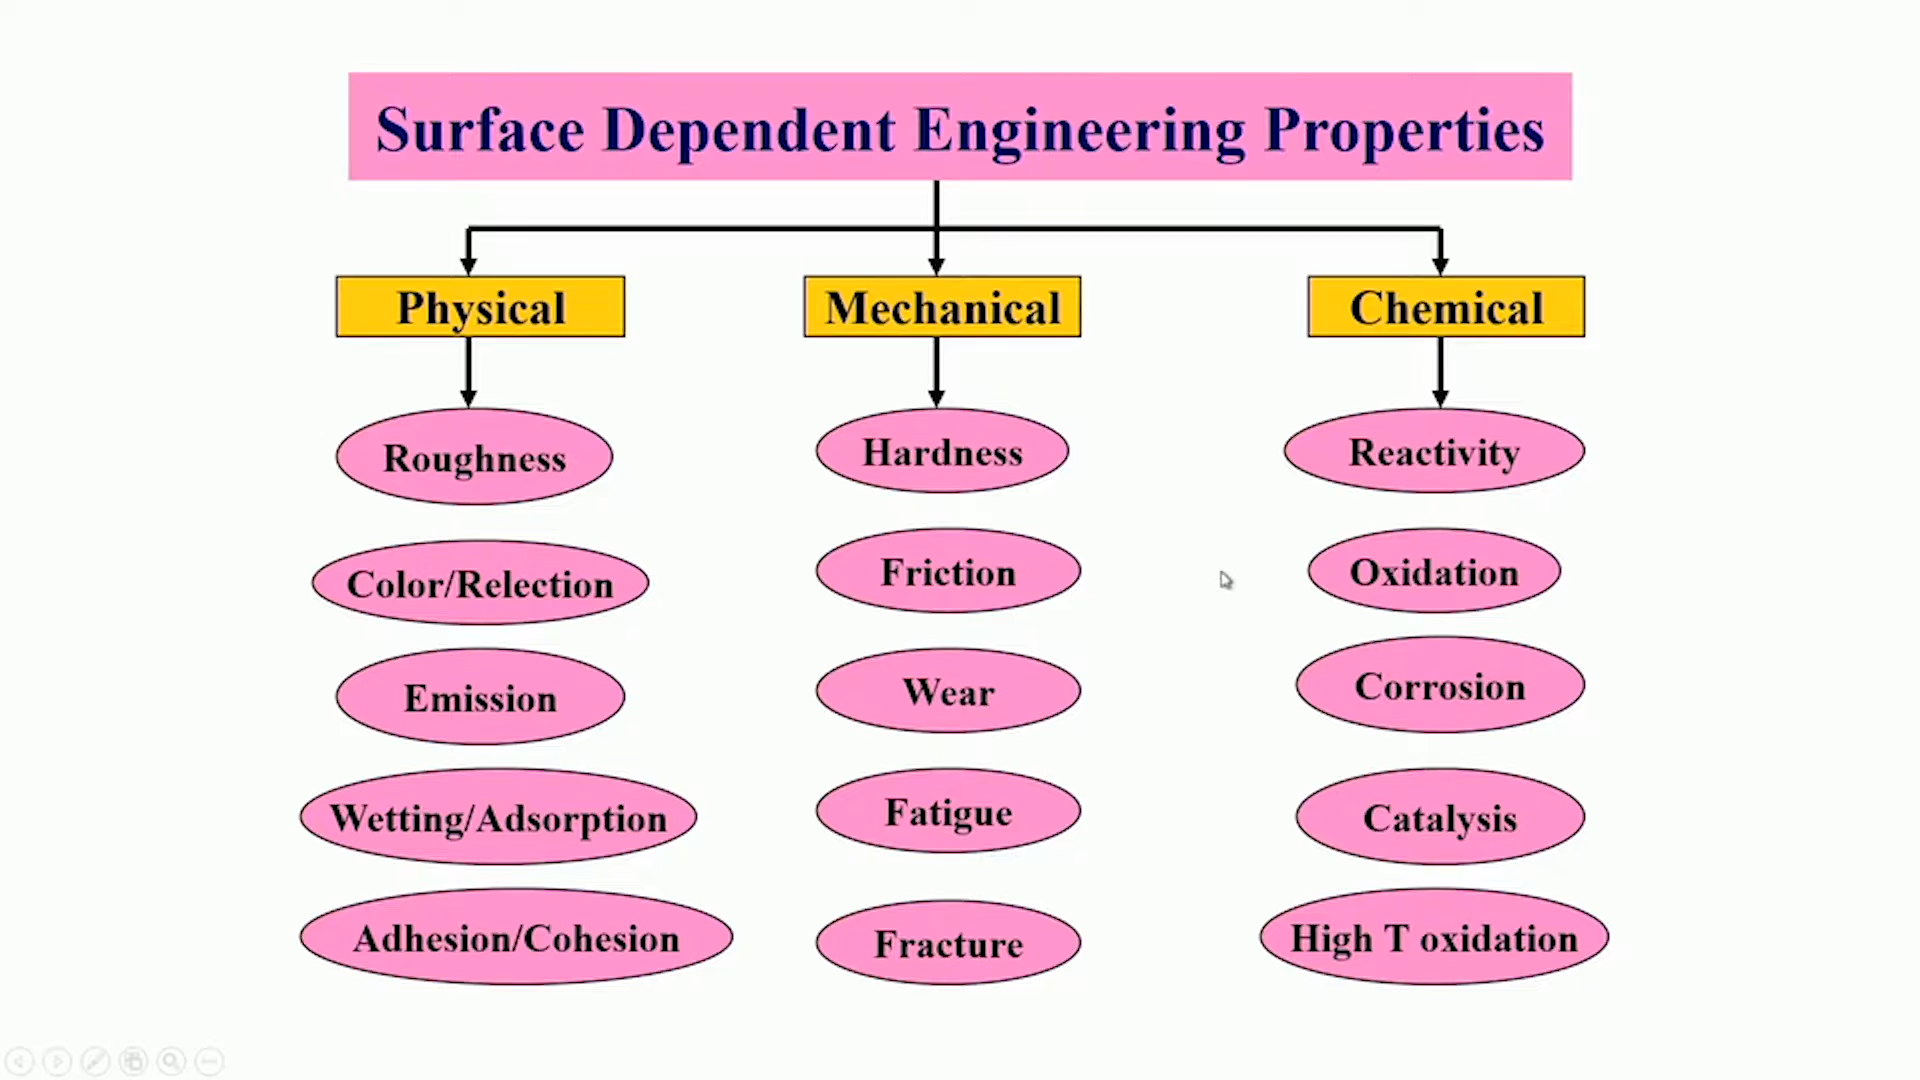 Surface Dependent Engineering Properties
Physical
Mechanical
Chemical
Roughness
Hardness
Reactivity
Color/Relection
Friction
Oxidation
Emission
Wear
Corrosion
Wetting/Adsorption
Fatigue
Catalysis
Adhesion/Cohesion
Fracture
High T oxidation